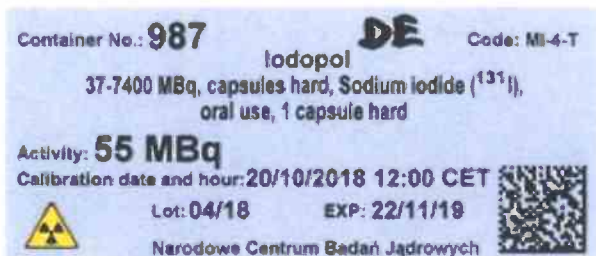 Container No.: 987 DE Code: MI-4-T
Iodopol
37-7400 MBq, capsules hard, Sodium iodide (¹³¹I),
oral use, 1 capsule hard
Activity: 55 MBq
Calibration date and hour: 20/10/2018 12:00 CET
Lot: 04/18 EXP: 22/11/19
Narodowe Centrum Badań Jądrowych